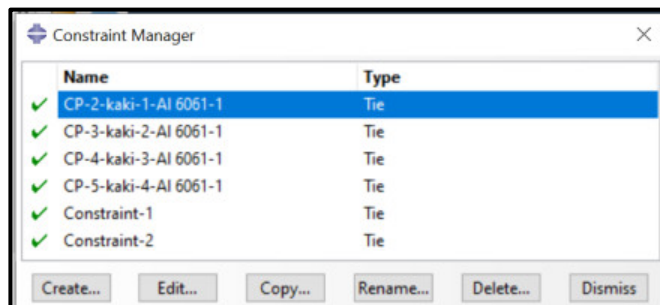 Constraint Manager
Name Type
CP-2-kaki-1-Al 6061-1 Tie
CP-3-kaki-2-Al 6061-1 Tie
CP-4-kaki-3-Al 6061-1 Tie
CP-5-kaki-4-Al 6061-1 Tie
Constraint-1 Tie
Constraint-2 Tie
Create... Edit... Copy... Rename... Delete... Dismiss